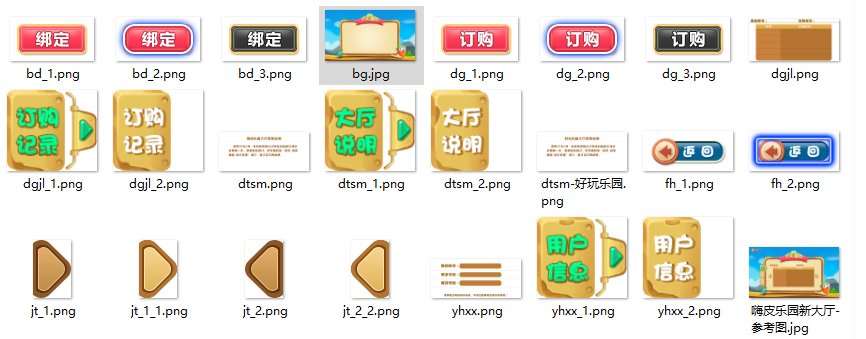 绑定
绑定
绑定
订购
订购
订购
bd_1.png
bd_2.png
bd_3.png
bg.jpg
dg_1.png
dg_2.png
dg_3.png
dgjl.png
订购
记录
订购
记录
大厅
说明
大厅
说明
返回
返回
dgjl_1.png
dgjl_2.png
dtsm.png
dtsm_1.png
dtsm_2.png
dtsm-好玩乐园.
png
fh_1.png
fh_2.png
用户
信息
用户
信息
jt_1.png
jt_1_1.png
jt_2.png
jt_2_2.png
yhxx.png
yhxx_1.png
yhxx_2.png
嗨皮乐园新大厅-
参考图.jpg